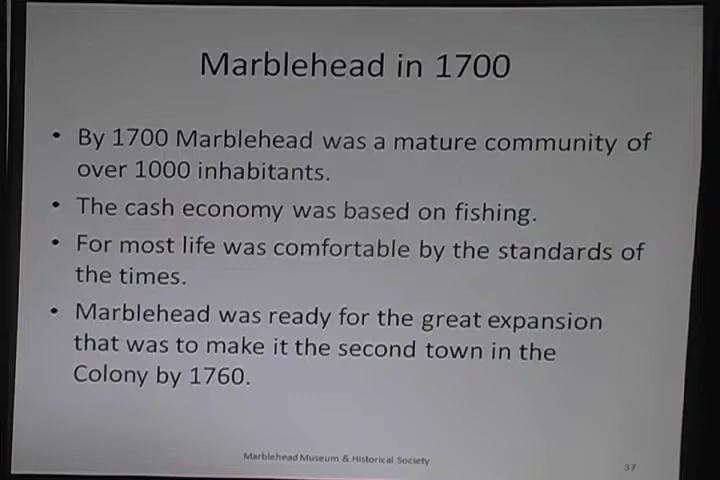 Marblehead in 1700
• By 1700 Marblehead was a mature community of
over 1000 inhabitants.
• The cash economy was based on fishing.
• For most life was comfortable by the standards of
the times.
• Marblehead was ready for the great expansion
that was to make it the second town in the
Colony by 1760.
Marblehead Museum & Historical Society
37